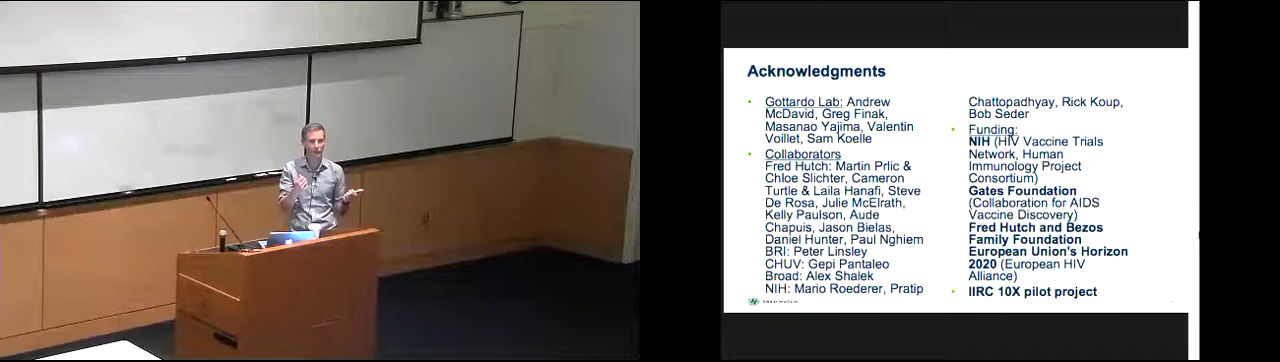 Acknowledgments
• Gottardo Lab: Andrew
McDavid, Greg Finak,
Masanao Yajima, Valentin
Voillet, Sam Koelle
• Collaborators
Fred Hutch: Martin Prlic &
Chloe Slichter, Cameron
Turtle & Laila Hanafi, Steve
De Rosa, Julie McElrath,
Kelly Paulson, Aude
Chapuis, Jason Bielas,
Daniel Hunter, Paul Nghiem
BRI: Peter Linsley
CHUV: Gepi Pantaleo
Broad: Alex Shalek
NIH: Mario Roederer, Pratip
Chattopadhyay, Rick Koup,
Bob Seder
• Funding:
NIH (HIV Vaccine Trials
Network, Human
Immunology Project
Consortium)
Gates Foundation
(Collaboration for AIDS
Vaccine Discovery)
Fred Hutch and Bezos
Family Foundation
European Union's Horizon
2020 (European HIV
Alliance)
• IIRC 10X pilot project
FRED HUTCH